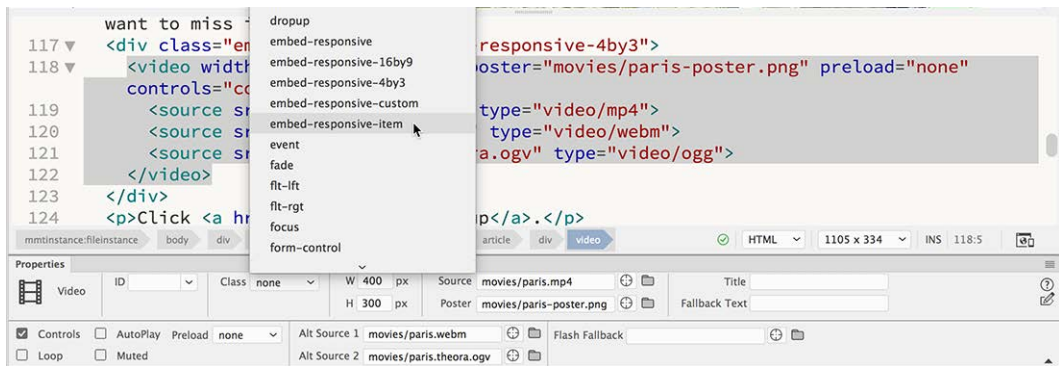 want to miss i
117 <div class="em
118 <video width
controls="co
119 <source sr
120 <source sr
121 <source sr
122 </video>
123 </div>
124 <p>Click <a hr
dropup
embed-responsive
embed-responsive-16by9
embed-responsive-4by3
embed-responsive-custom
embed-responsive-item
event
fade
flt-lft
flt-rgt
focus
form-control
-responsive-4by3">
poster="movies/paris-poster.png" preload="none"
type="video/mp4">
type="video/webm">
ra.ogv" type="video/ogg">
up</a>.</p>
mmtinstance:fileinstance body div article div video HTML 1105 x 334 INS 118:5
Properties
Video ID Class none W 400 px Source movies/paris.mp4 Title
H 300 px Poster movies/paris-poster.png Fallback Text
Controls AutoPlay Preload none Alt Source 1 movies/paris.webm Flash Fallback
Loop Muted Alt Source 2 movies/paris.theora.ogv